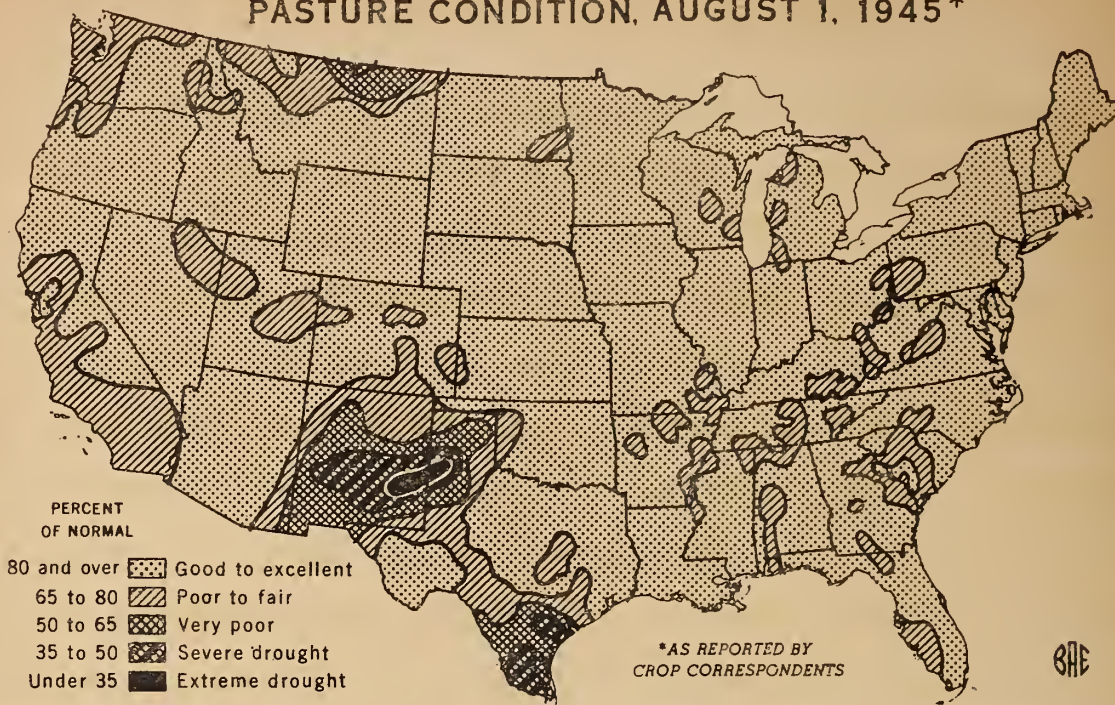 PASTURE CONDITION, AUGUST 1, 1945*
PERCENT
OF NORMAL
80 and over Good to excellent
65 to 80 Poor to fair
50 to 65 Very poor
35 to 50 Severe drought
Under 35 Extreme drought
*AS REPORTED BY
CROP CORRESPONDENTS
BAE